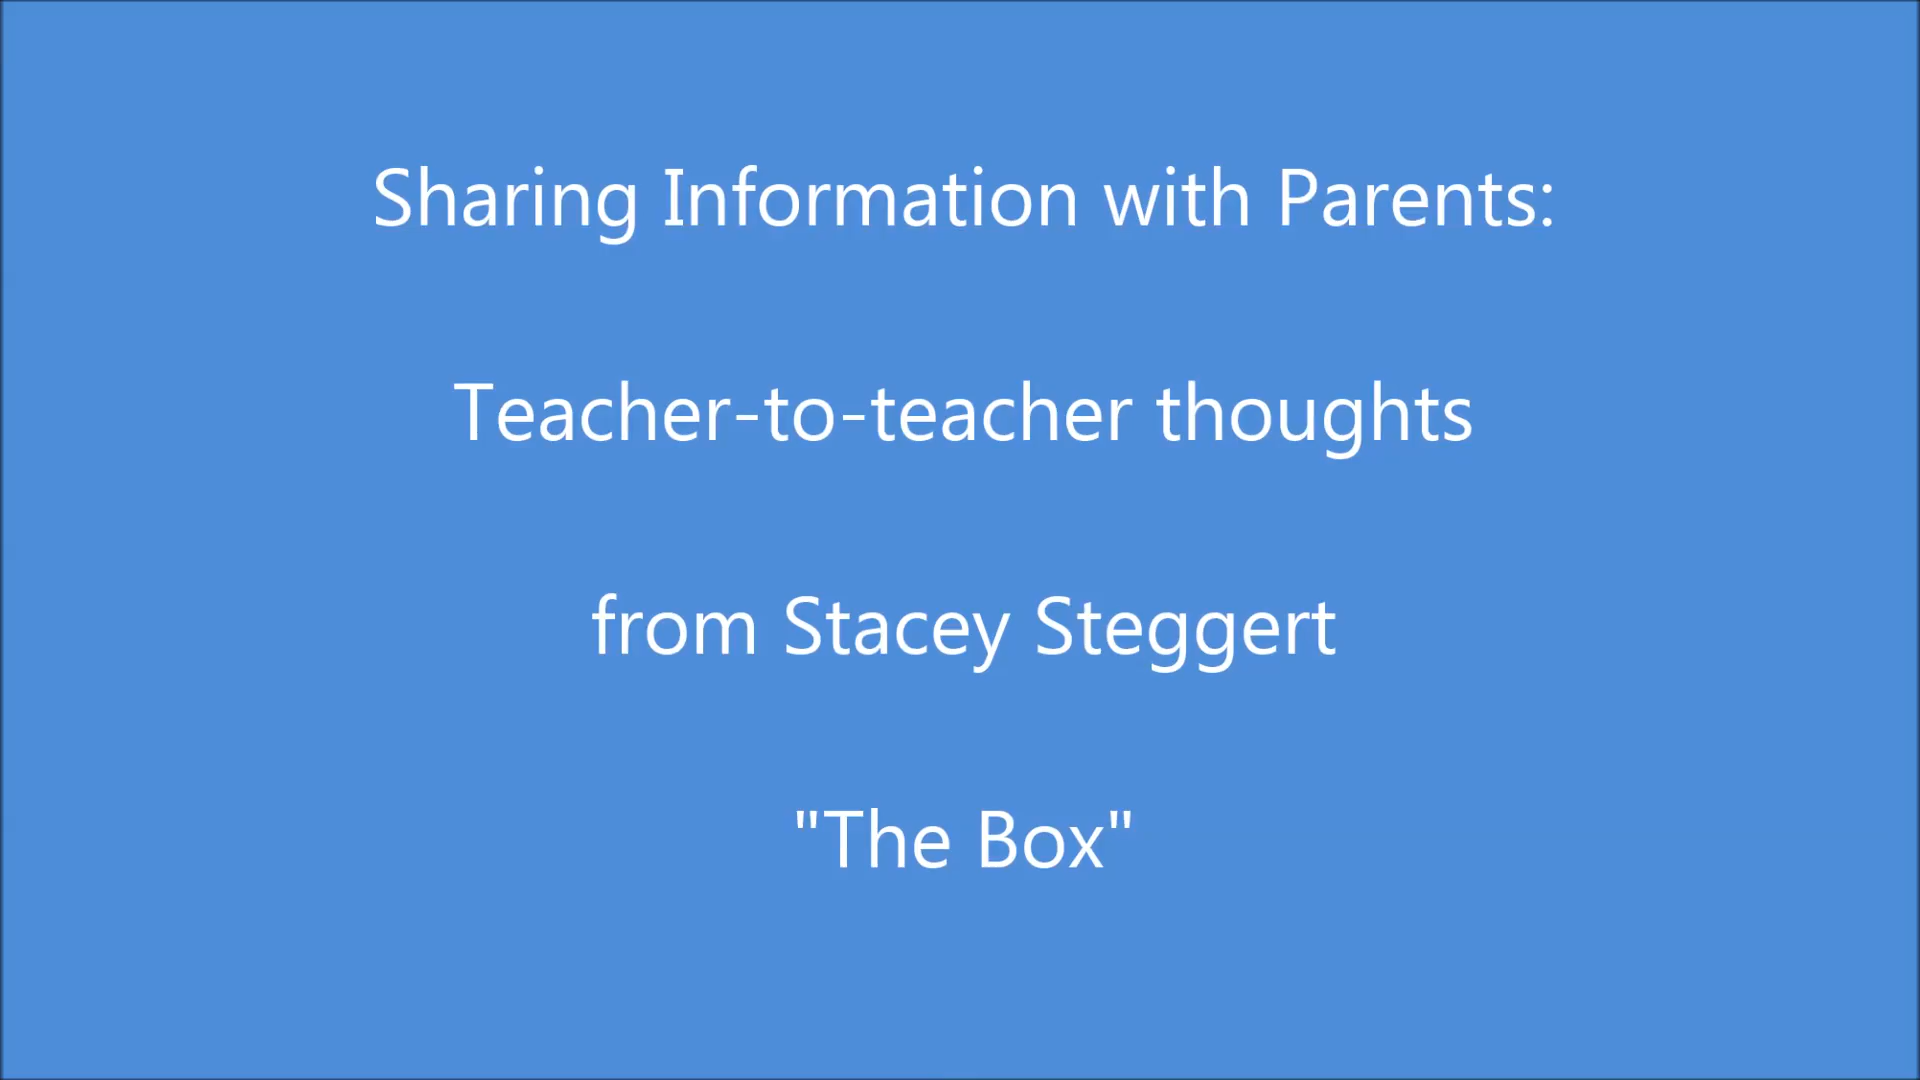 Sharing Information with Parents:
Teacher-to-teacher thoughts
from Stacey Steggert
"The Box"